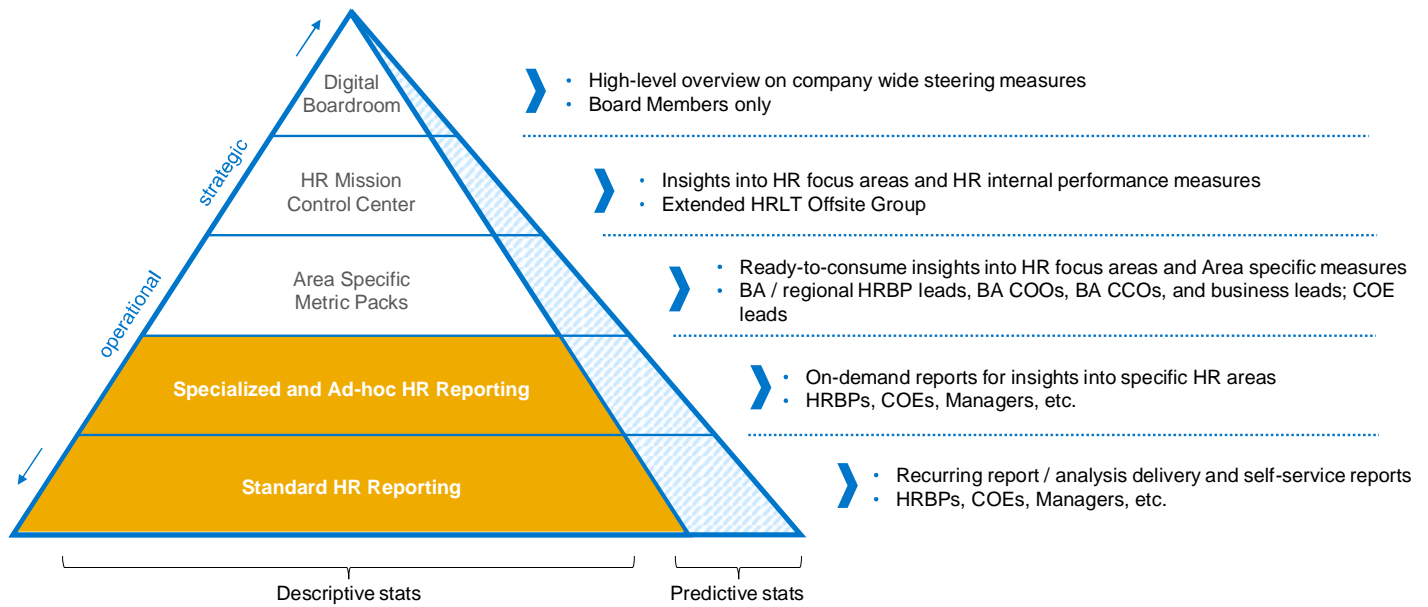 Digital
Boardroom
• High-level overview on company wide steering measures
• Board Members only
strategic
HR Mission
Control Center
• Insights into HR focus areas and HR internal performance measures
• Extended HRLT Offsite Group
operational
Area Specific
Metric Packs
• Ready-to-consume insights into HR focus areas and Area specific measures
• BA / regional HRBP leads, BA COOs, BA CCOs, and business leads; COE
leads
Specialized and Ad-hoc HR Reporting
• On-demand reports for insights into specific HR areas
• HRBPs, COEs, Managers, etc.
Standard HR Reporting
• Recurring report / analysis delivery and self-service reports
• HRBPs, COEs, Managers, etc.
Descriptive stats
Predictive stats